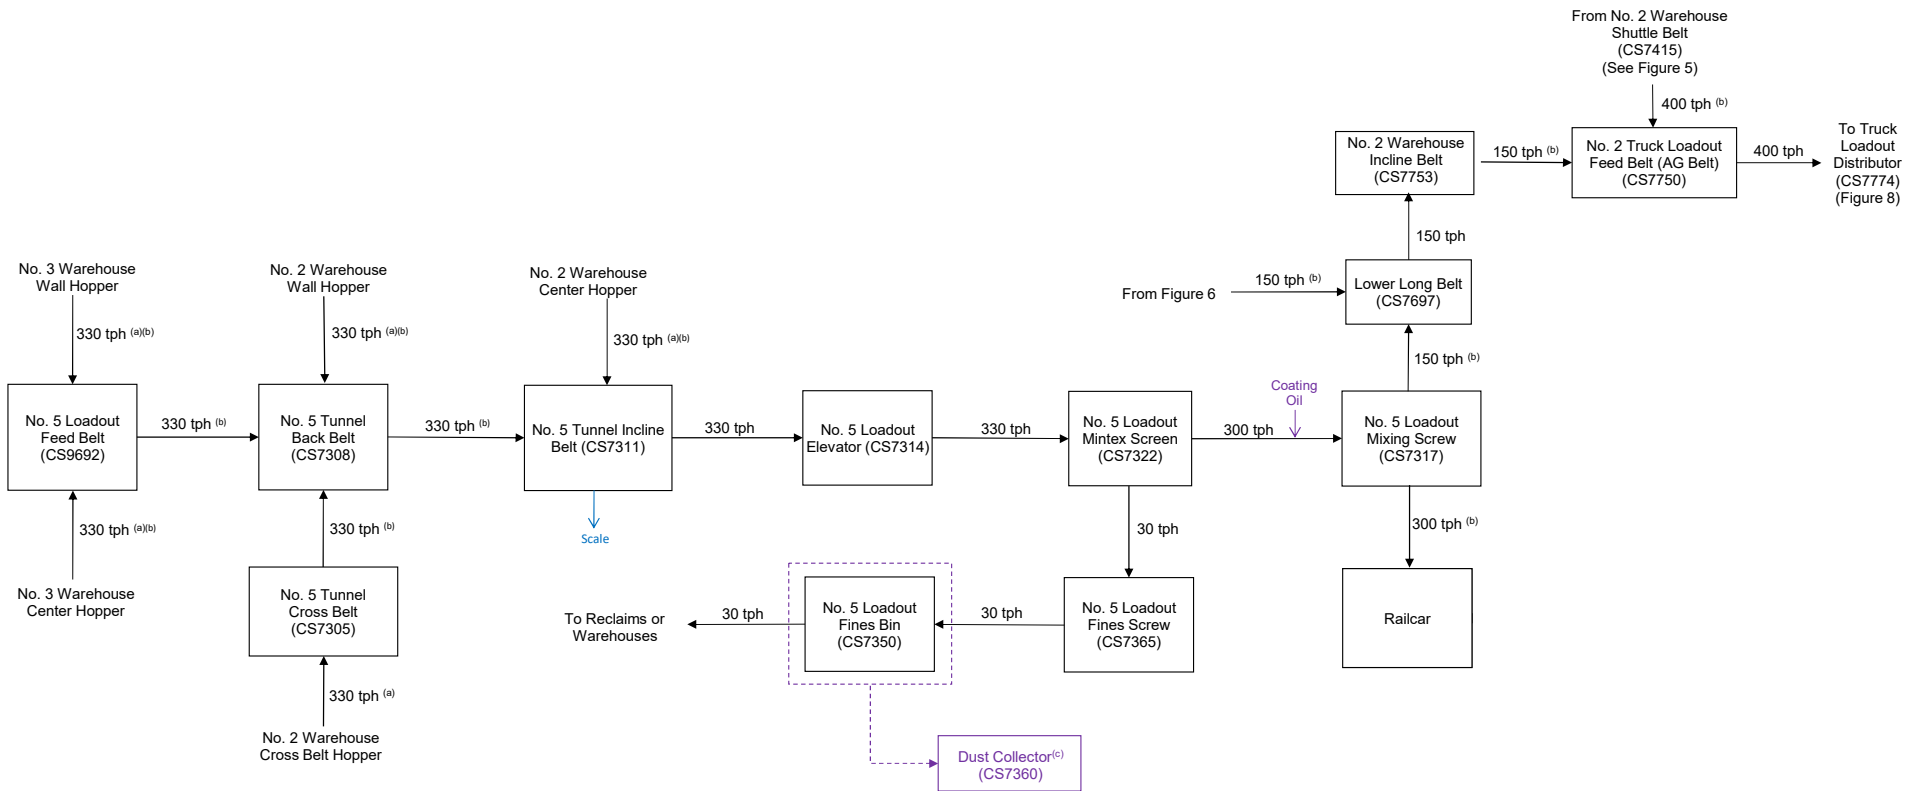 From No. 2 Warehouse
Shuttle Belt
(CS7415)
(See Figure 5)
400 tph (b)
No. 2 Warehouse
Incline Belt
(CS7753)
150 tph (b)
No. 2 Truck Loadout
Feed Belt (AG Belt)
(CS7750)
400 tph
To Truck
Loadout
Distributor
(CS7774)
(Figure 8)
150 tph
From Figure 6
150 tph (b)
Lower Long Belt
(CS7697)
150 tph (b)
No. 3 Warehouse
Wall Hopper
330 tph (a)(b)
No. 2 Warehouse
Wall Hopper
330 tph (a)(b)
No. 2 Warehouse
Center Hopper
330 tph (a)(b)
No. 5 Loadout
Feed Belt
(CS9692)
330 tph (b)
No. 5 Tunnel
Back Belt
(CS7308)
330 tph (b)
No. 5 Tunnel Incline
Belt (CS7311)
330 tph
No. 5 Loadout
Elevator (CS7314)
330 tph
No. 5 Loadout
Mintex Screen
(CS7322)
300 tph
Coating
Oil
No. 5 Loadout
Mixing Screw
(CS7317)
330 tph (a)(b)
No. 3 Warehouse
Center Hopper
330 tph (b)
No. 5 Tunnel
Cross Belt
(CS7305)
330 tph (a)
No. 2 Warehouse
Cross Belt Hopper
Scale
30 tph
300 tph (b)
To Reclaims or
Warehouses
30 tph
No. 5 Loadout
Fines Bin
(CS7350)
30 tph
No. 5 Loadout
Fines Screw
(CS7365)
Railcar
Dust Collector(c)
(CS7360)